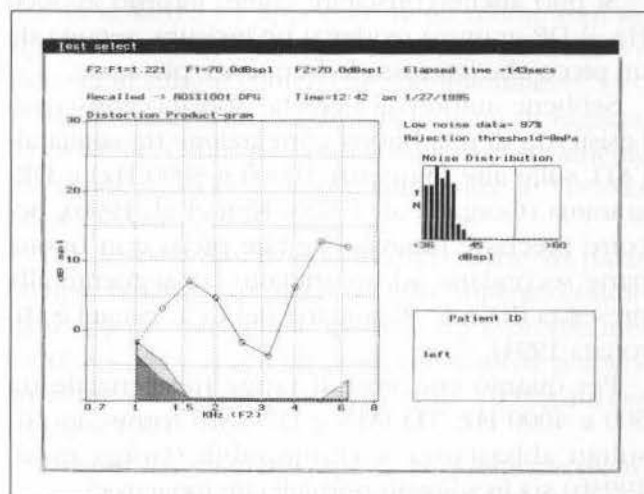 Test select
F2:F1=1.221 F1=70.0dBspl F2=70.0dBspl Elapsed time 143secs
Recalled → ROSI1001.DPG Time=12:42 on 1/27/1995
Distortion Product-gram
Low noise data= 97%
Rejection threshold=8mPa
Noise Distribution
30
20
10
0
dB spl
N
<36 45 >60
dBspl
Patient ID
left
0.7 1 1.5 2 3 4 6 8
KHz(F2)